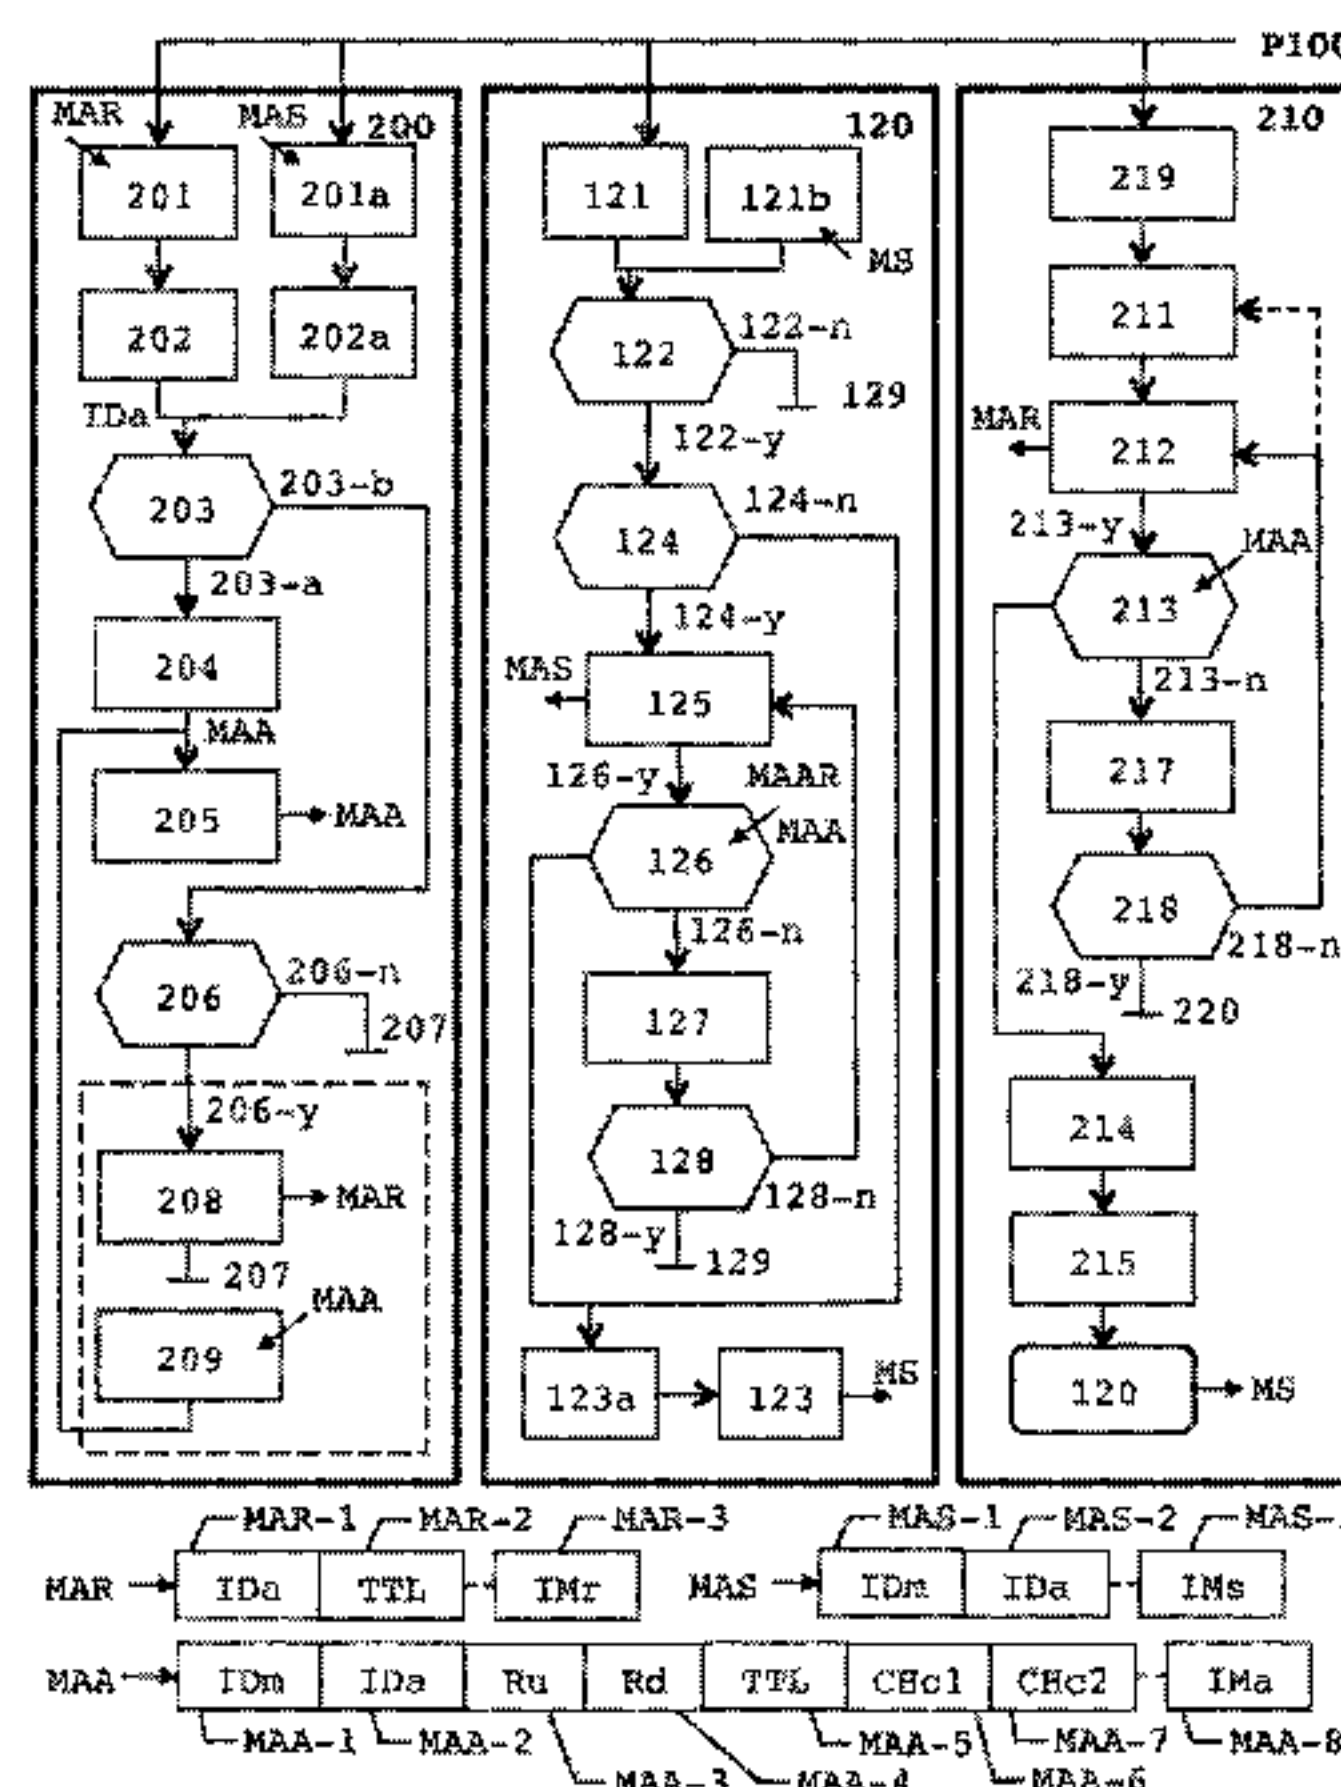 P100
MAR
MAS
200
201
201a
202
202a
IDa
203
203-b
203-a
204
MAA
205
MAA
206
206-n
207
206-y
208
MAR
207
MAA
209
120
121
121b
MS
122
122-n
129
122-y
124
124-n
124-y
MAS
125
126-y
MAAR
MAA
126
126-n
127
128
128-n
128-y
129
123a
123
MS
210
219
211
MAR
212
213-y
MAA
213
213-n
217
218
218-n
218-y
220
214
215
120
MS
MAR-1 MAR-2 MAR-3
MAR IDa TTL IMr
MAS-1 MAS-2
MAS IDm IDa IMs
MAA IDm IDa Ru Rd TTL CHc1 CHc2 IMa
MAA-1 MAA-2 MAA-5 MAA-7 MAA-8
MAA-3 MAA-4 MAA-6